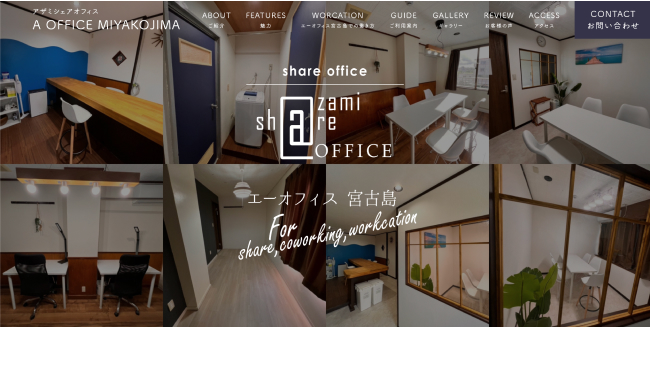 アザミシェアオフィス
A OFFICE MIYAKOJIMA
ABOUT
ご紹介
FEATURES
魅力
WORCATION
エーオフィス宮古島での働き方
GUIDE
ご利用案内
GALLERY
ギャラリー
REVIEW
お客様の声
ACCESS
アクセス
CONTACT
お問い合わせ
share office
azami
share
OFFICE
エーオフィス 宮古島
For
share,coworking,workcation